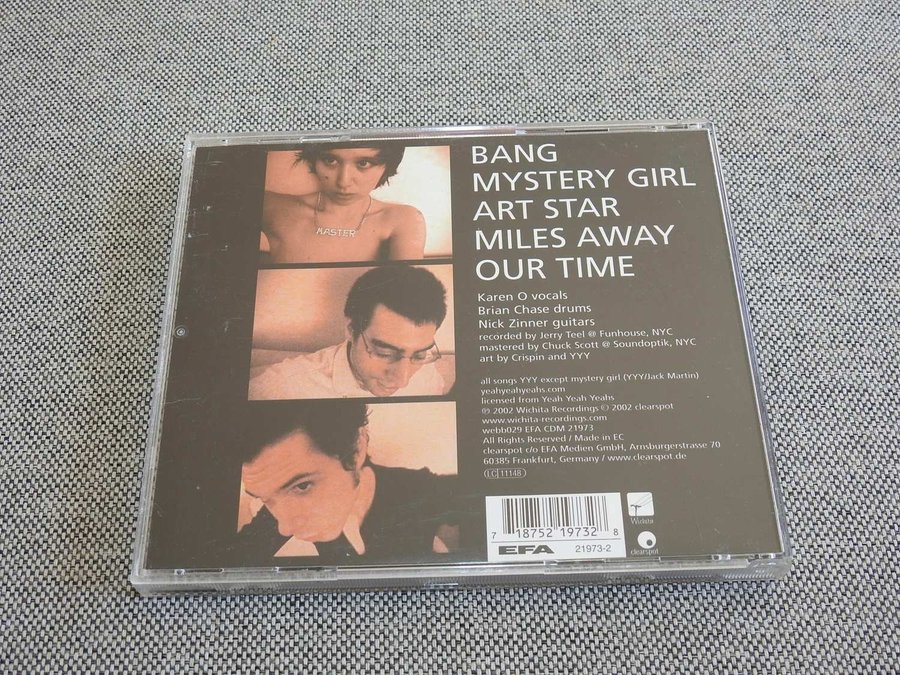 MASTER
BANG
MYSTERY GIRL
ART STAR
MILES AWAY
OUR TIME
Karen O vocals
Brian Chase drums
Nick Zinner guitars
recorded by Jerry Teel @ Funhouse, NYC
mastered by Chuck Scott @ Soundoptik, NYC
art by Crispin and YYY
all songs YYY except mystery girl (YYY/Jack Martin)
yeahyeahyeahs.com
licensed from Yeah Yeah Yeahs
℗ 2002 Wichita Recordings © 2002 clearspot
www.wichita-recordings.com
webb029 EFA CDM 21973
All Rights Reserved / Made in EC
clearspot c/o EFA Medien GmbH, Arnsburgerstrasse 70
60385 Frankfurt, Germany / www.clearspot.de
LC 11148
7 18752 19732 8
EFA 21973-2
Wichita
clearspot